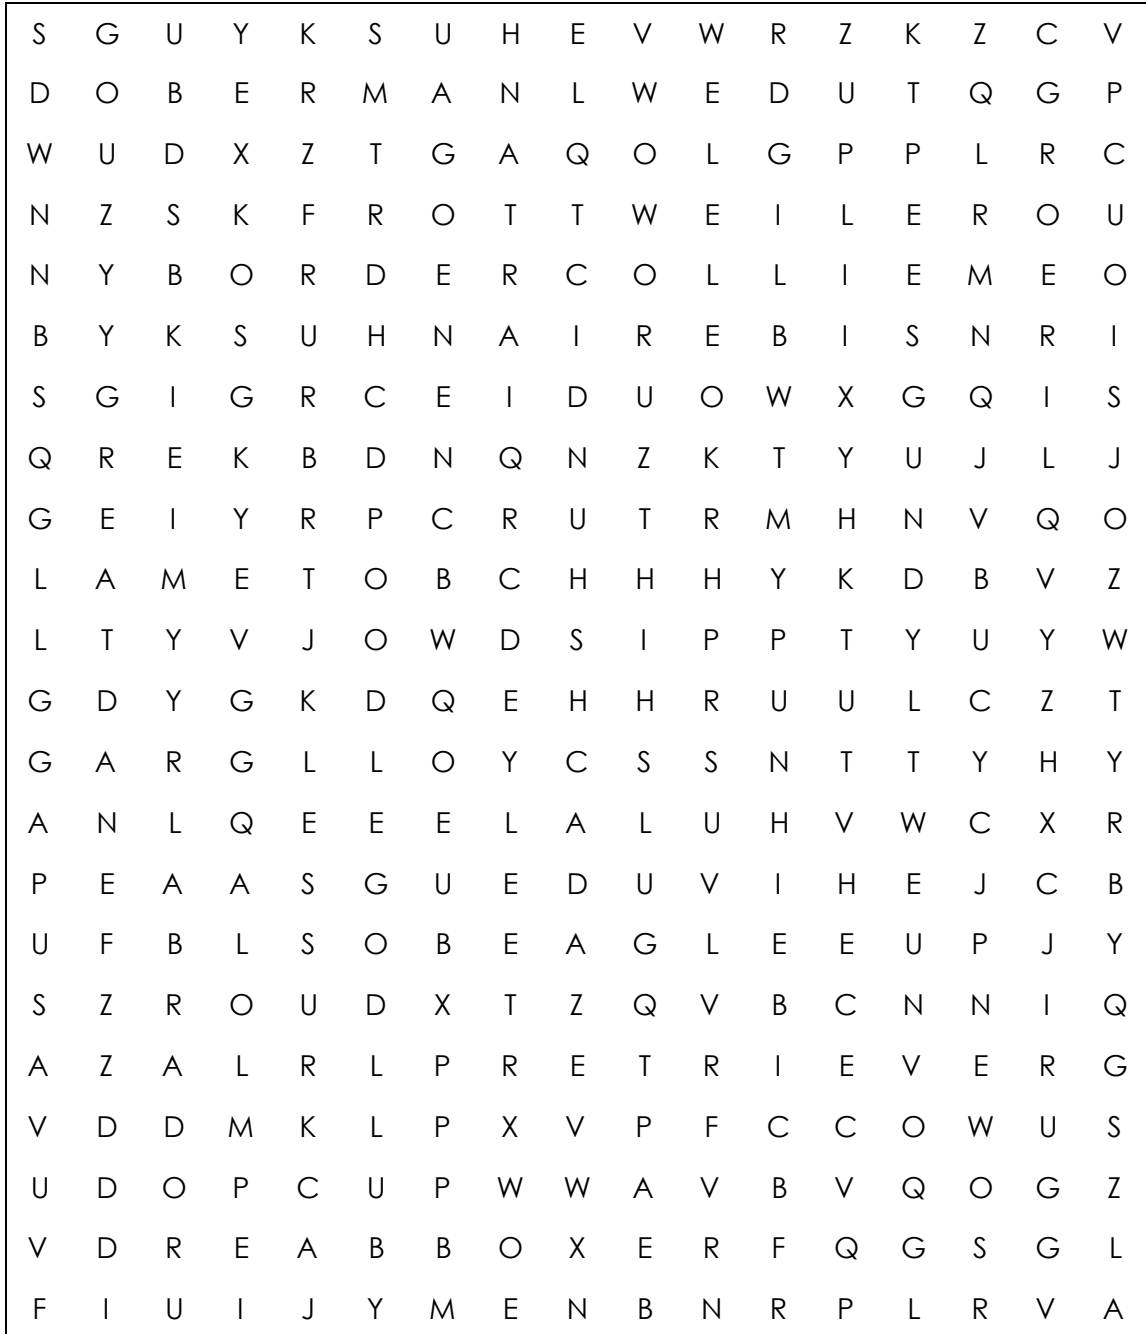 S G U Y K S U H E V W R Z K Z C V
D O B E R M A N L W E D U T Q G P
W U D X Z T G A Q O L G P P L R C
N Z S K F R O T T W E I L E R O U
N Y B O R D E R C O L L I E M E O
B Y K S U H N A I R E B I S N R I
S G I G R C E I D U O W X G Q I S
Q R E K B D N Q N Z K T Y U J L J
G E I Y R P C R U T R M H N V Q O
L A M E T O B C H H H Y K D B V Z
L T Y V J O W D S I P P T Y U Y W
G D Y G K D Q E H H R U U L C Z T
G A R G L L O Y C S S N T T Y H Y
A N L Q E E E L A L U H V W C X R
P E A A S G U E D U V I H E J C B
U F B L S O B E A G L E E U P J Y
S Z R O U D X T Z Q V B C N N I Q
A Z A L R L P R E T R I E V E R G
V D D M K L P X V P F C C O W U S
U D O P C U P W W A V B V Q O G Z
V D R E A B B O X E R F Q G S G L
F I U I J Y M E N B N R P L R V A